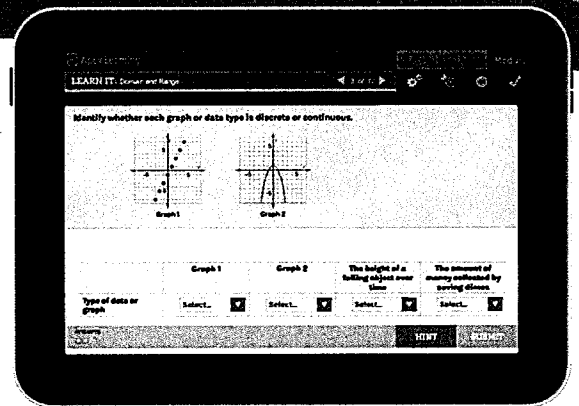 Apex Learning
LEARN IT: Domain and Range
Identify whether each graph or data type is discrete or continuous.
Graph 1
Graph 2
Graph 1
Graph 2
The height of a
falling object over
time
The amount of
money collected by
saving dimes
Type of data or
graph
Select...
Select...
Select...
Select...
HINT
SUBMIT